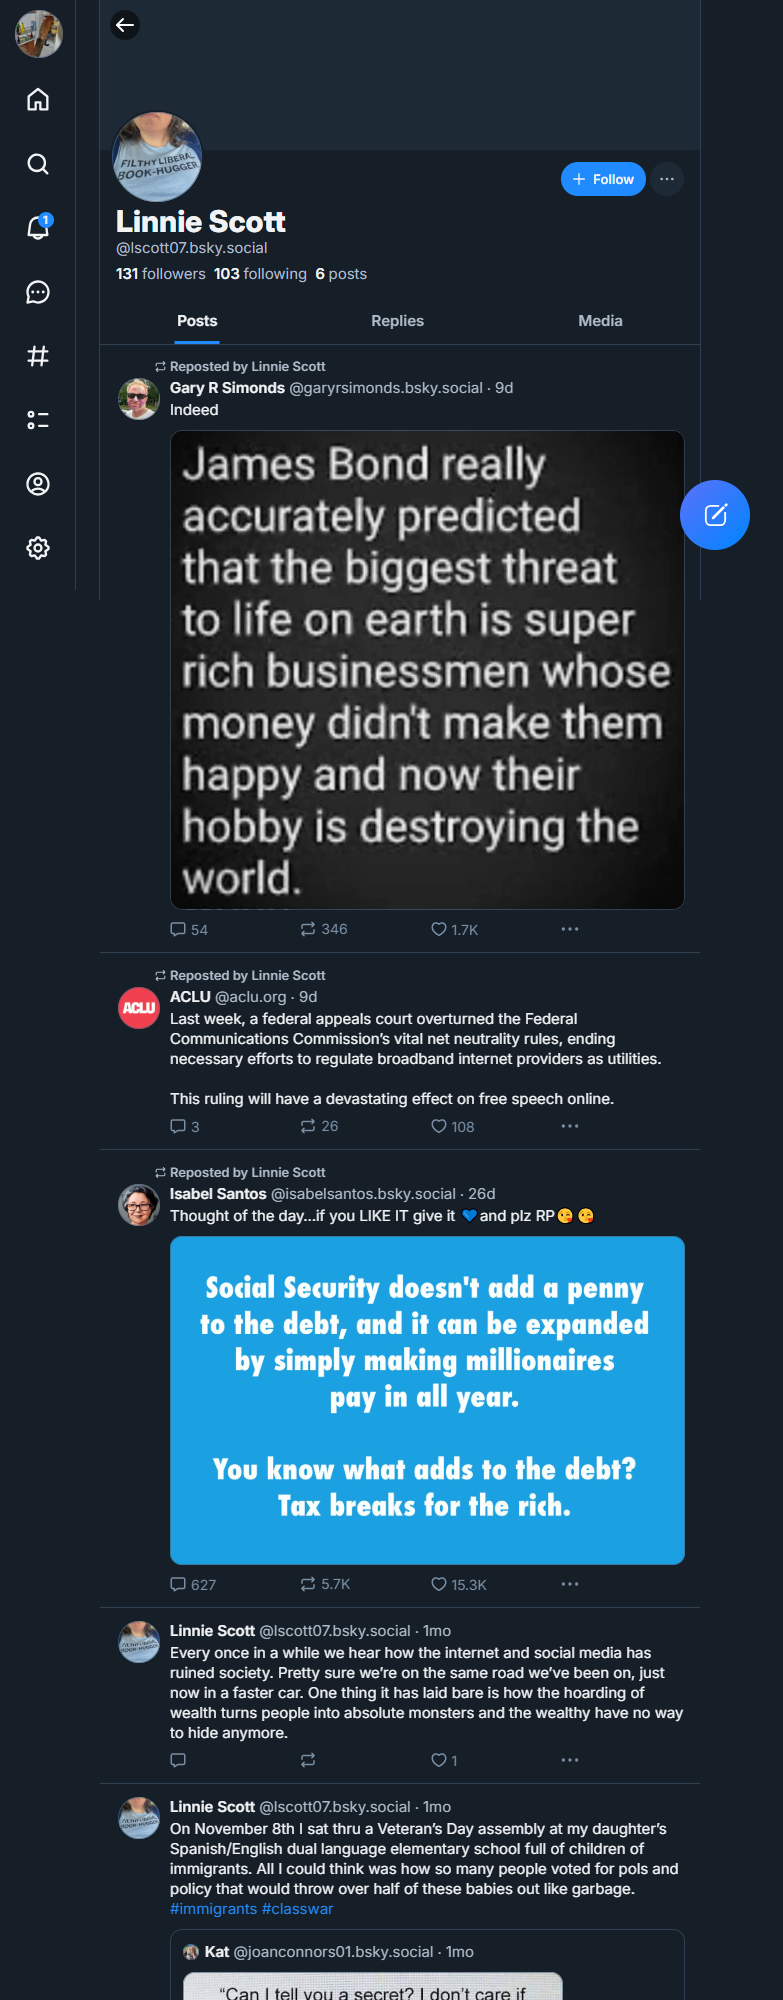 FILTHY LIBERAL
BOOK-HUGGER
+ Follow
Linnie Scott
@lscott07.bsky.social
131 followers 103 following 6 posts
Posts Replies Media
1
Reposted by Linnie Scott
Gary R Simonds @garyrsimonds.bsky.social · 9d
Indeed
James Bond really
accurately predicted
that the biggest threat
to life on earth is super
rich businessmen whose
money didn't make them
happy and now their
hobby is destroying the
world.
54 346 1.7K
Reposted by Linnie Scott
ACLU
ACLU @aclu.org · 9d
Last week, a federal appeals court overturned the Federal
Communications Commission’s vital net neutrality rules, ending
necessary efforts to regulate broadband internet providers as utilities.
This ruling will have a devastating effect on free speech online.
3 26 108
Reposted by Linnie Scott
Isabel Santos @isabelsantos.bsky.social · 26d
Thought of the day...if you LIKE IT give it 💙and plz RP😘 😘
Social Security doesn't add a penny
to the debt, and it can be expanded
by simply making millionaires
pay in all year.
You know what adds to the debt?
Tax breaks for the rich.
627 5.7K 15.3K
Linnie Scott @lscott07.bsky.social · 1mo
Every once in a while we hear how the internet and social media has
ruined society. Pretty sure we’re on the same road we’ve been on, just
now in a faster car. One thing it has laid bare is how the hoarding of
wealth turns people into absolute monsters and the wealthy have no way
to hide anymore.
1
Linnie Scott @lscott07.bsky.social · 1mo
On November 8th I sat thru a Veteran’s Day assembly at my daughter’s
Spanish/English dual language elementary school full of children of
immigrants. All I could think was how so many people voted for pols and
policy that would throw over half of these babies out like garbage.
#immigrants #classwar
Kat @joanconnors01.bsky.social · 1mo
“Can I tell you a secret? I don’t care if